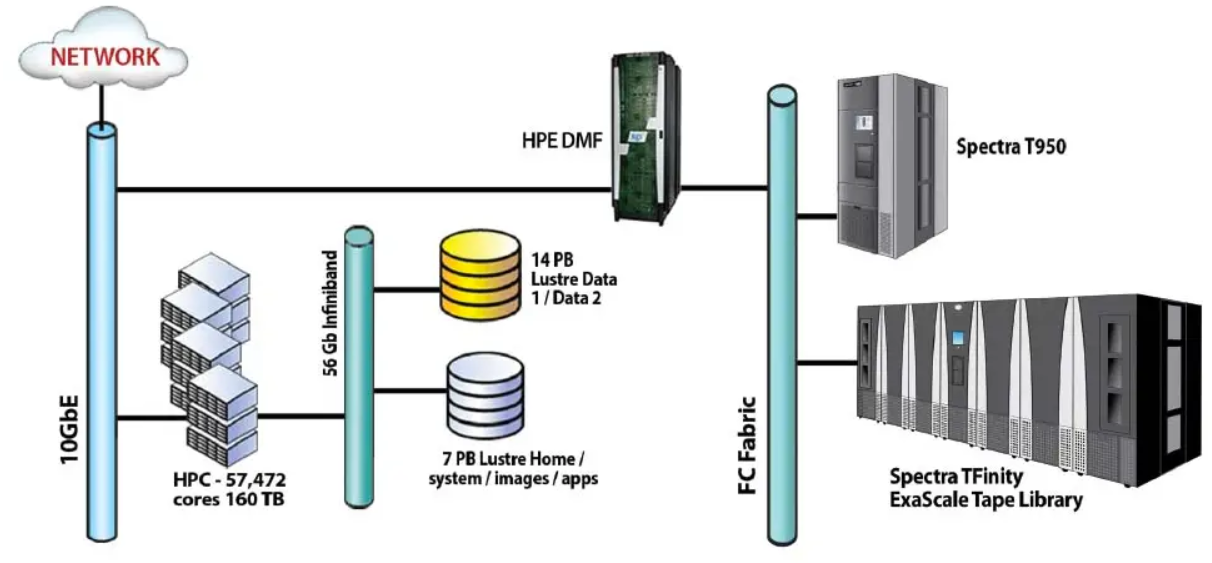 NETWORK
HPE DMF
Spectra T950
14 PB
Lustre Data
1 / Data 2
56 Gb Infiniband
10GbE
HPC - 57,472
cores 160 TB
7 PB Lustre Home /
system / images / apps
FC Fabric
Spectra TFinity
ExaScale Tape Library